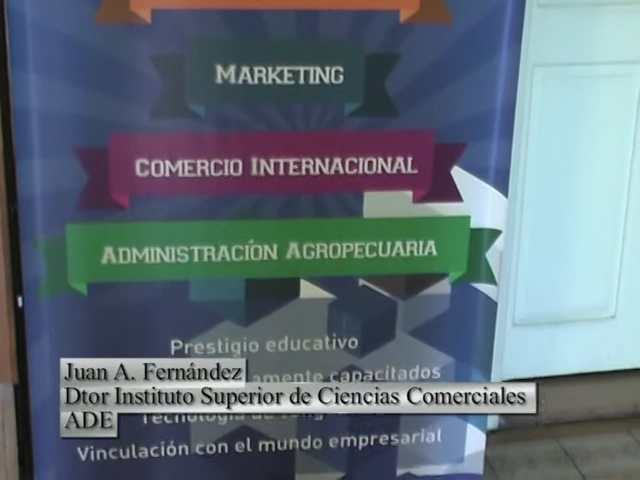 MARKETING
COMERCIO INTERNACIONAL
ADMINISTRACIÓN AGROPECUARIA
Prestigio educativo
capacitados
Juan A. Fernández
Dtor Instituto Superior de Ciencias Comerciales
ADE
Vinculación con el mundo empresarial